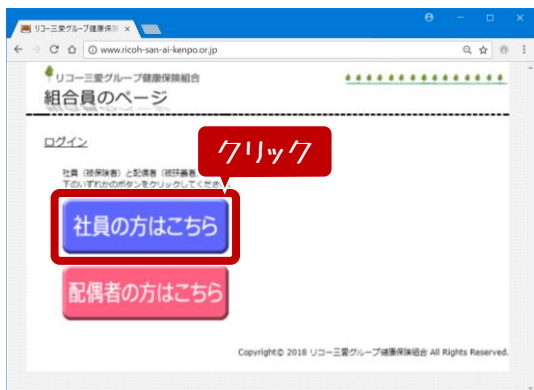 リコー三愛グループ健康保険
www.ricoh-san-ai-kenpo.or.jp
リコー三愛グループ健康保険組合
組合員のページ
ログイン
クリック
社員（被保険者）と配偶者（被扶養者
下のいずれかのボタンをクリックしてください。
社員の方はこちら
配偶者の方はこちら
Copyright© 2018 リコー三愛グループ健康保険組合 All Rights Reserved.